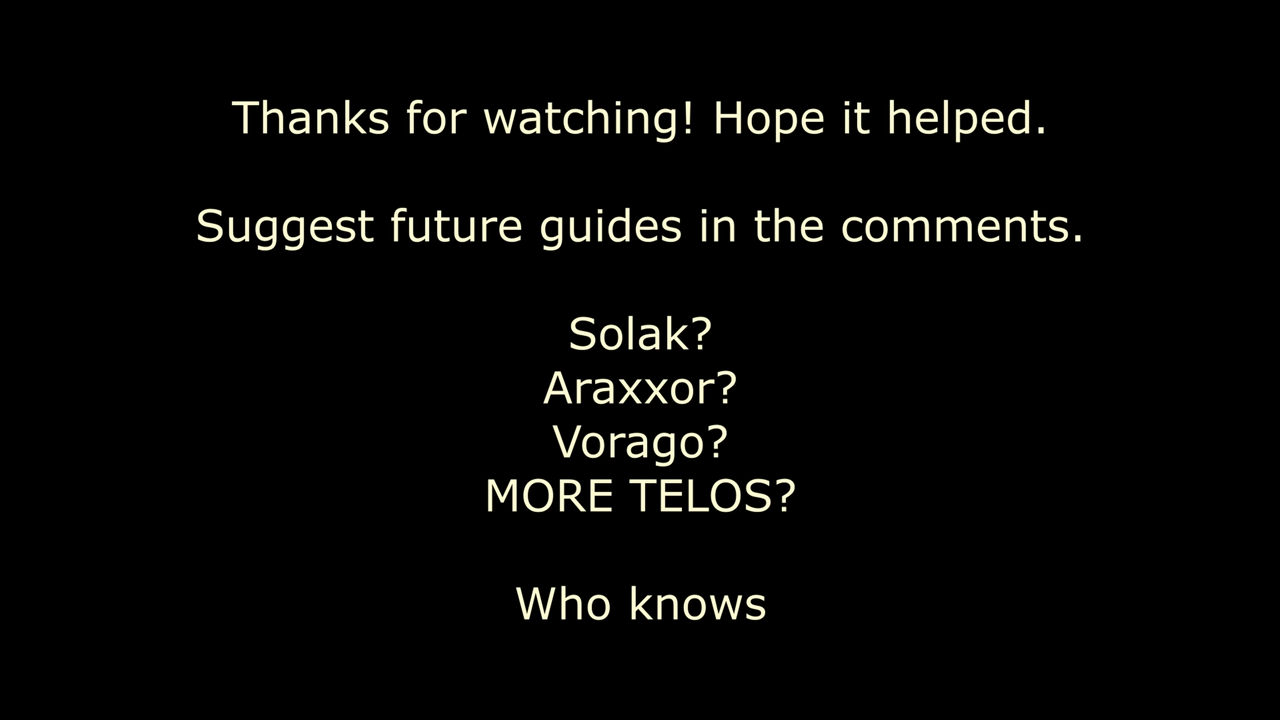 Thanks for watching! Hope it helped.
Suggest future guides in the comments.
Solak?
Araxxor?
Vorago?
MORE TELOS?
Who knows